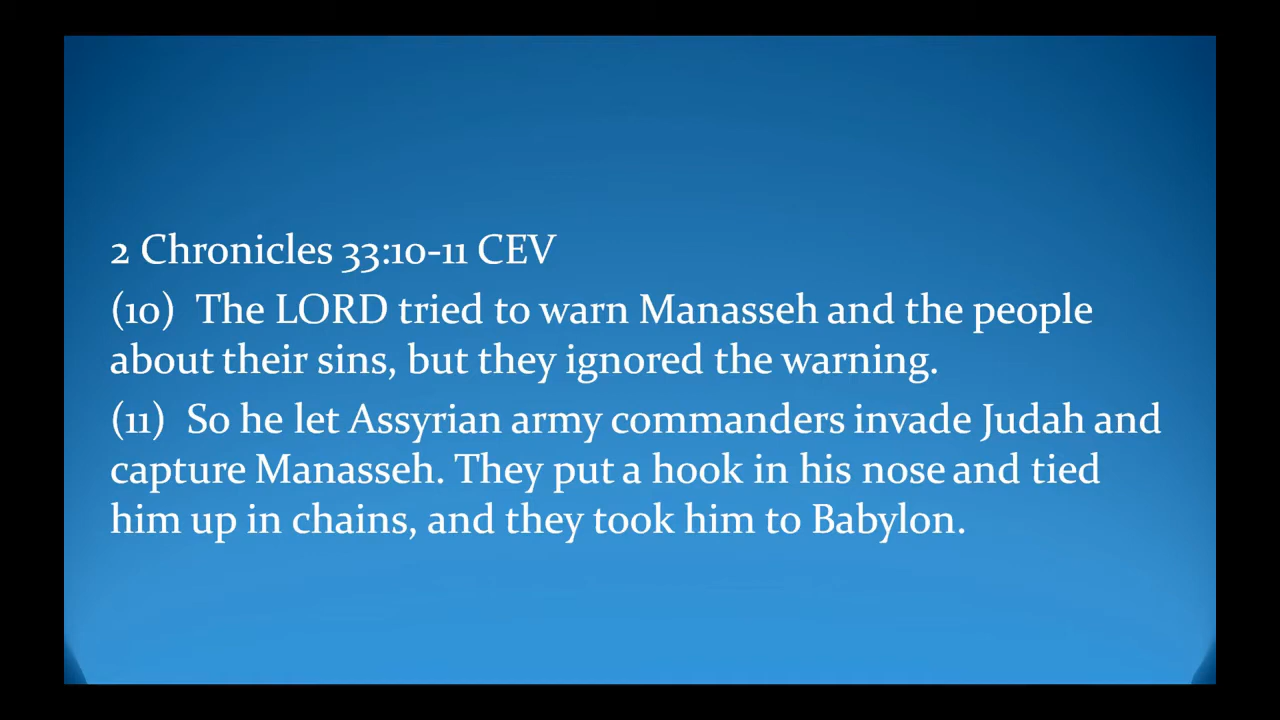 2 Chronicles 33:10-11 CEV
(10)  The LORD tried to warn Manasseh and the people
about their sins, but they ignored the warning.
(11)  So he let Assyrian army commanders invade Judah and
capture Manasseh. They put a hook in his nose and tied
him up in chains, and they took him to Babylon.